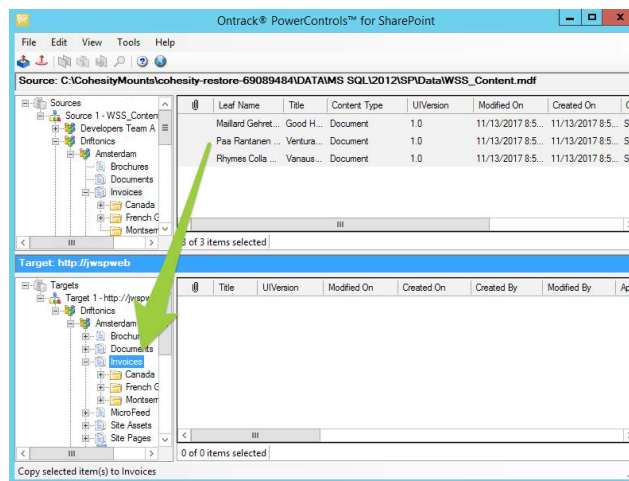 Ontrack® PowerControls™ for SharePoint
File Edit View Tools Help
Source: C:\CohesityMounts\cohesity-restore-69089484\DATA\MS SQL\2012\SP\Data\WSS_Content.mdf
Sources
Source 1 - WSS_Conten
Developers Team A
Driftonics
Amsterdam
Brochures
Documents
Invoices
Canada
French G
Montserr
Leaf Name Title Content Type UIVersion Modified On Created On
Maillard Gehret... Good H... Document 1.0 11/13/2017 8:5... 11/13/2017 8:5... S
Paa Rantanen ... Ventura... Document 1.0 11/13/2017 8:5... 11/13/2017 8:5... S
Rhymes Colla ... Vanaus... Document 1.0 11/13/2017 8:5... 11/13/2017 8:5... S
3 of 3 items selected
Target: http://jwspweb
Targets
Target 1 - http://jwspw
Driftonics
Amsterdam
Brochur
Documents
Invoices
Canada
French G
Montserr
MicroFeed
Site Assets
Site Pages
Title UIVersion Modified On Created On Created By Modified By Ap
0 of 0 items selected
Copy selected item(s) to Invoices